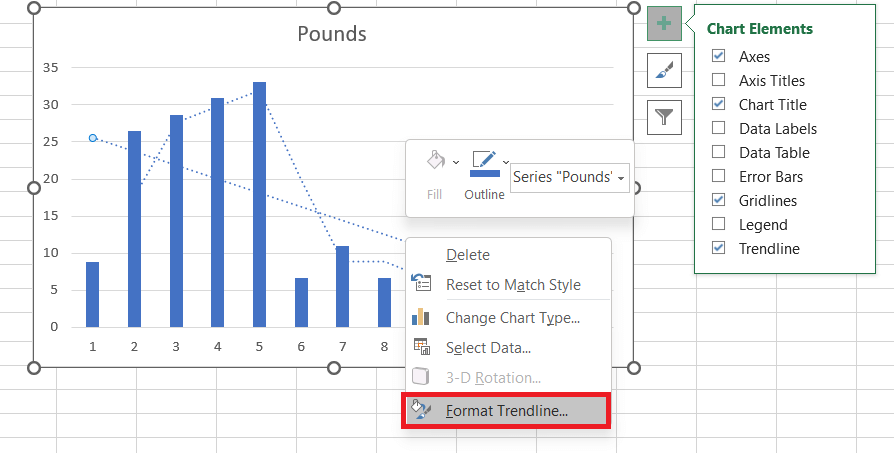 Pounds
35
30
25
20
15
10
5
0
1 2 3 4 5 6 7 8
Fill Outline Series "Pounds'
Delete
Reset to Match Style
Change Chart Type...
Select Data...
3-D Rotation...
Format Trendline...
Chart Elements
Axes
Axis Titles
Chart Title
Data Labels
Data Table
Error Bars
Gridlines
Legend
Trendline